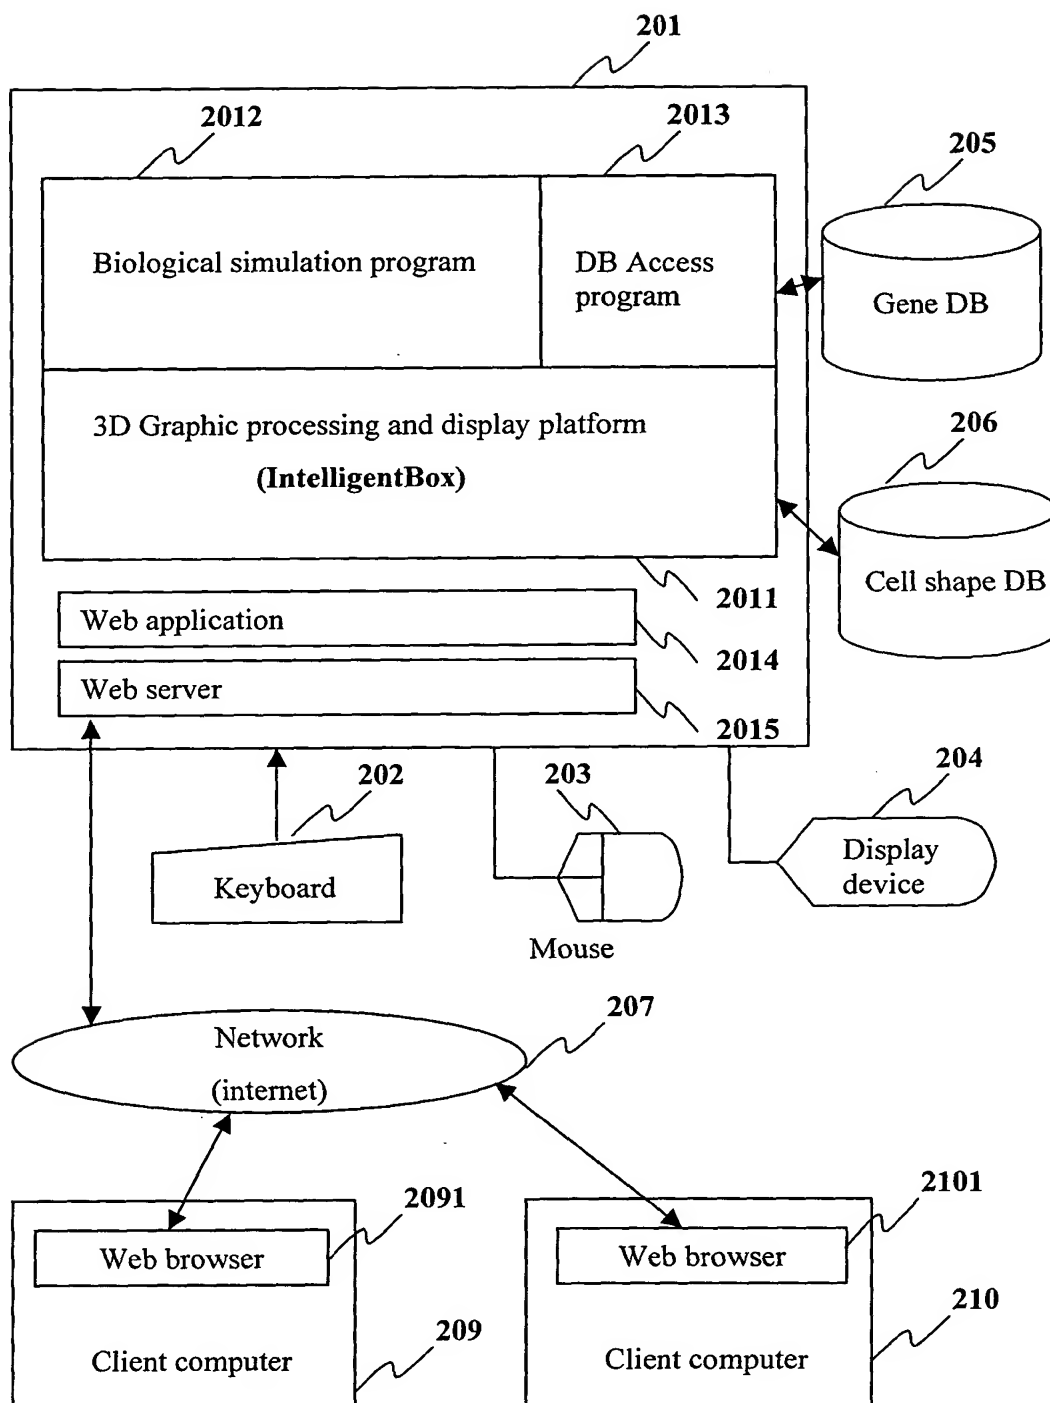 201
2012
2013
205
Biological simulation program
DB Access
program
Gene DB
3D Graphic processing and display platform
(IntelligentBox)
206
Cell shape DB
2011
Web application
2014
Web server
2015
202
203
204
Keyboard
Mouse
Display
device
207
Network
(internet)
2091
2101
Web browser
Web browser
209
210
Client computer
Client computer